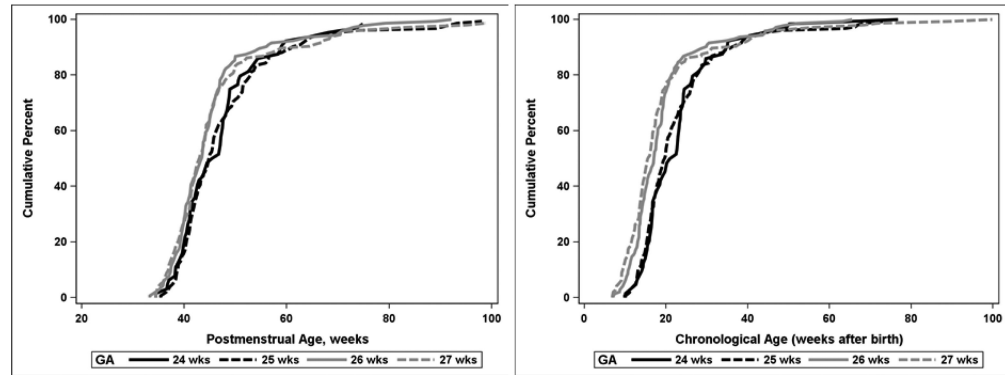 Cumulative Percent
100
80
60
40
20
0
20 40 60 80 100
Postmenstrual Age, weeks
GA 24 wks 25 wks 26 wks 27 wks
Cumulative Percent
100
80
60
40
20
0
0 20 40 60 80 100
Chronological Age (weeks after birth)
GA 24 wks 25 wks 26 wks 27 wks